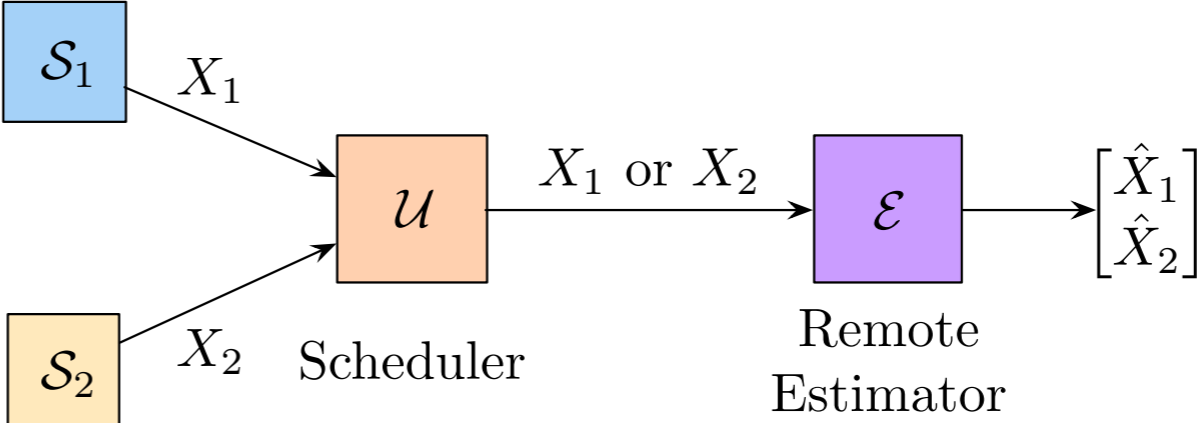 𝒮₁
X₁
𝒰
X₁ or X₂
ℰ
X̂₁
X̂₂
𝒮₂
X₂
Scheduler
Remote
Estimator